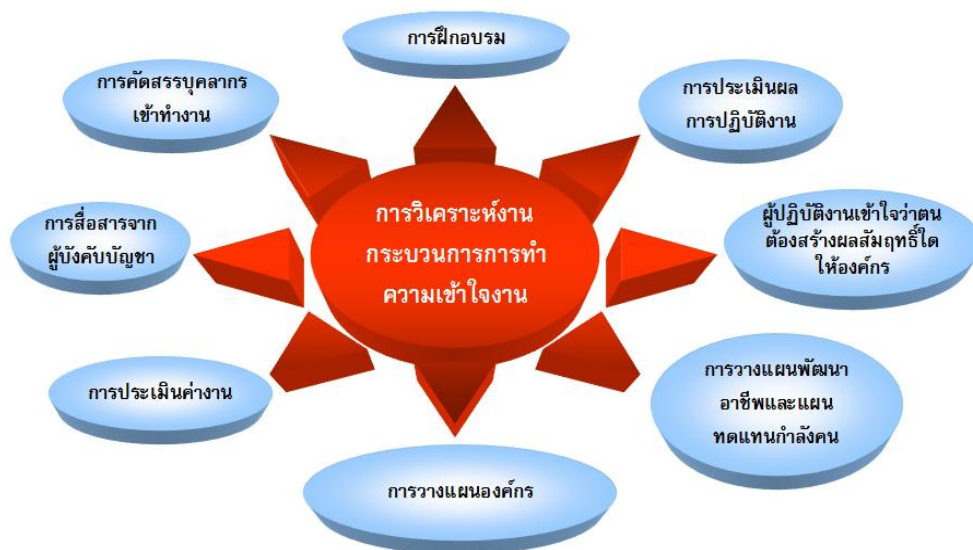 การฝึกอบรม
การคัดสรรบุคลากร
เข้าทำงาน
การประเมินผล
การปฏิบัติงาน
การสื่อสารจาก
ผู้บังคับบัญชา
การวิเคราะห์งาน
กระบวนการการทำ
ความเข้าใจงาน
ผู้ปฏิบัติงานเข้าใจว่าตน
ต้องสร้างผลสัมฤทธิ์ใด
ให้องค์กร
การประเมินค่างาน
การวางแผนพัฒนา
อาชีพและแผน
ทดแทนกำลังคน
การวางแผนองค์กร